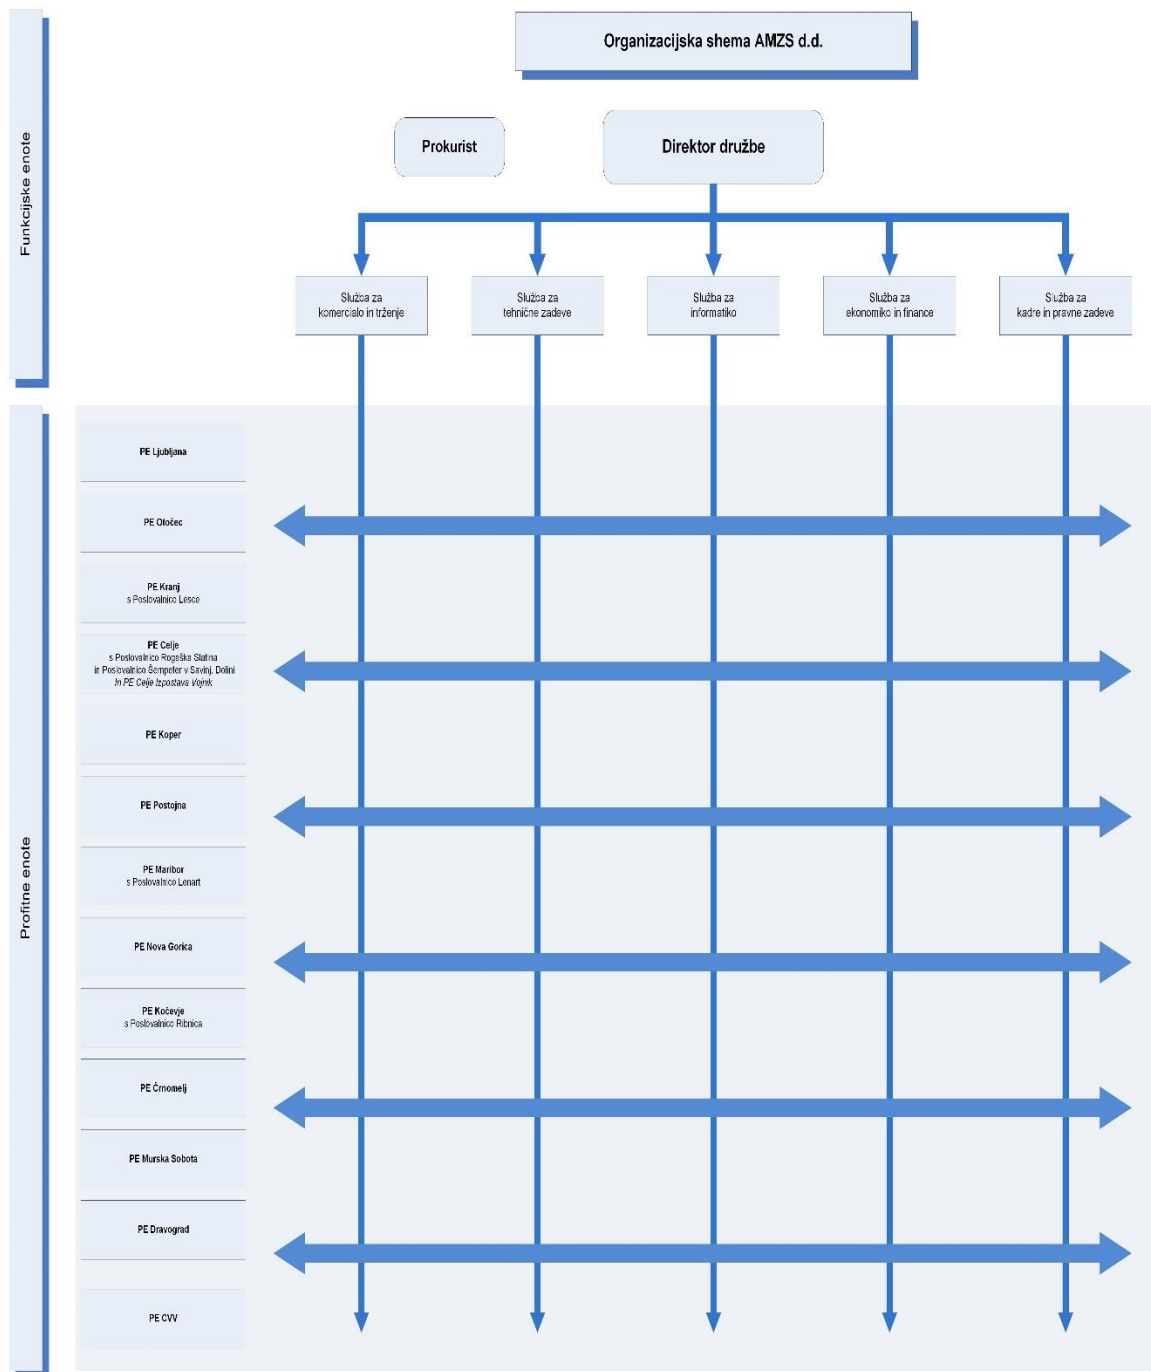 Organizacijska shema AMZS d.d.
Funkcijske enote
Prokurist
Direktor družbe
Služba za
komercialo in trženje
Služba za
tehnične zadeve
Služba za
informatiko
Služba za
ekonomiko in finance
Služba za
kadre in pravne zadeve
Profitne enote
PE Ljubljana
PE Otočec
PE Kranj
s Poslovalnico Lesce
PE Celje
s Poslovalnico Rogaška Slatina
in Poslovalnico Šempeter v Savinj. Dolini
In PE Celje Izpostava Vojnik
PE Koper
PE Postojna
PE Maribor
s Poslovalnico Lenart
PE Nova Gorica
PE Kočevje
s Poslovalnico Ribnica
PE Črnomelj
PE Murska Sobota
PE Dravograd
PE CVV